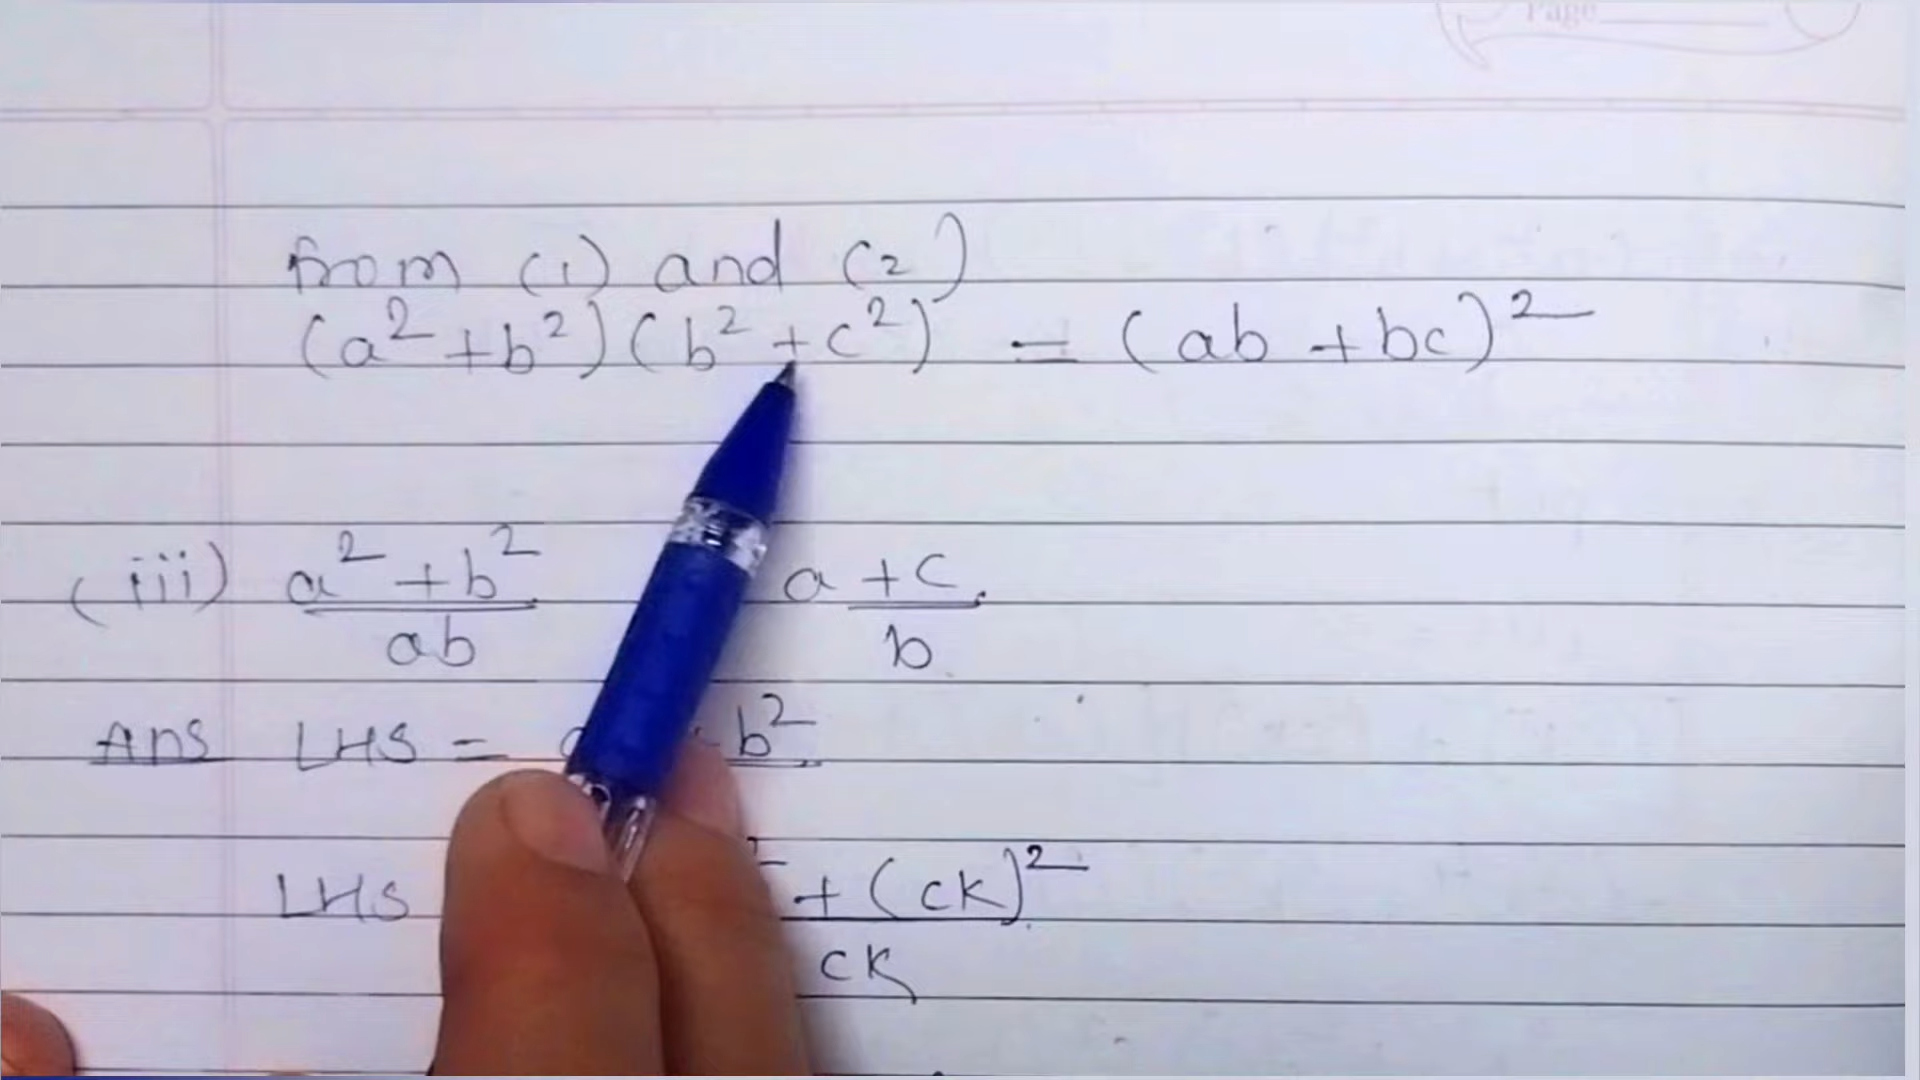 Page
from (1) and (2)
(a² + b²) (b² + c²) = (ab + bc)²
(iii) a² + b² a + c
ab b
Ans LHS = b²
LHS + (ck)²
ck